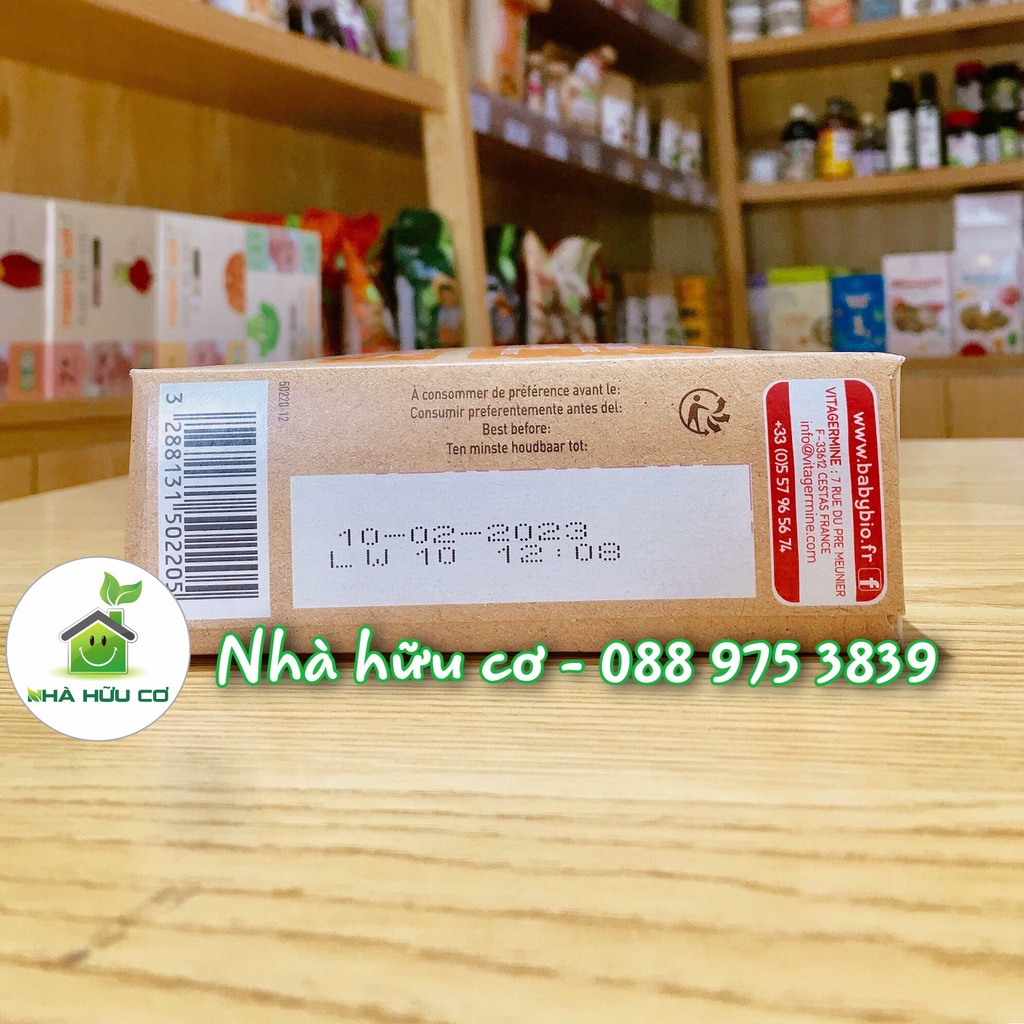 3 288131 502205
50220-12
À consommer de préférence avant le:
Consumir preferentemente antes del:
Best before:
Ten minste houdbaar tot:
10-02-2023
LW 10 12:08
www.babybio.fr
VITAGERMINE : 7 RUE DU PRE MEUNIER
F-33612 CESTAS FRANCE
info@vitagermine.com
+33 (0)5 57 96 56 74
f
NHÀ HỮU CƠ
Nhà hữu cơ - 088 975 3839